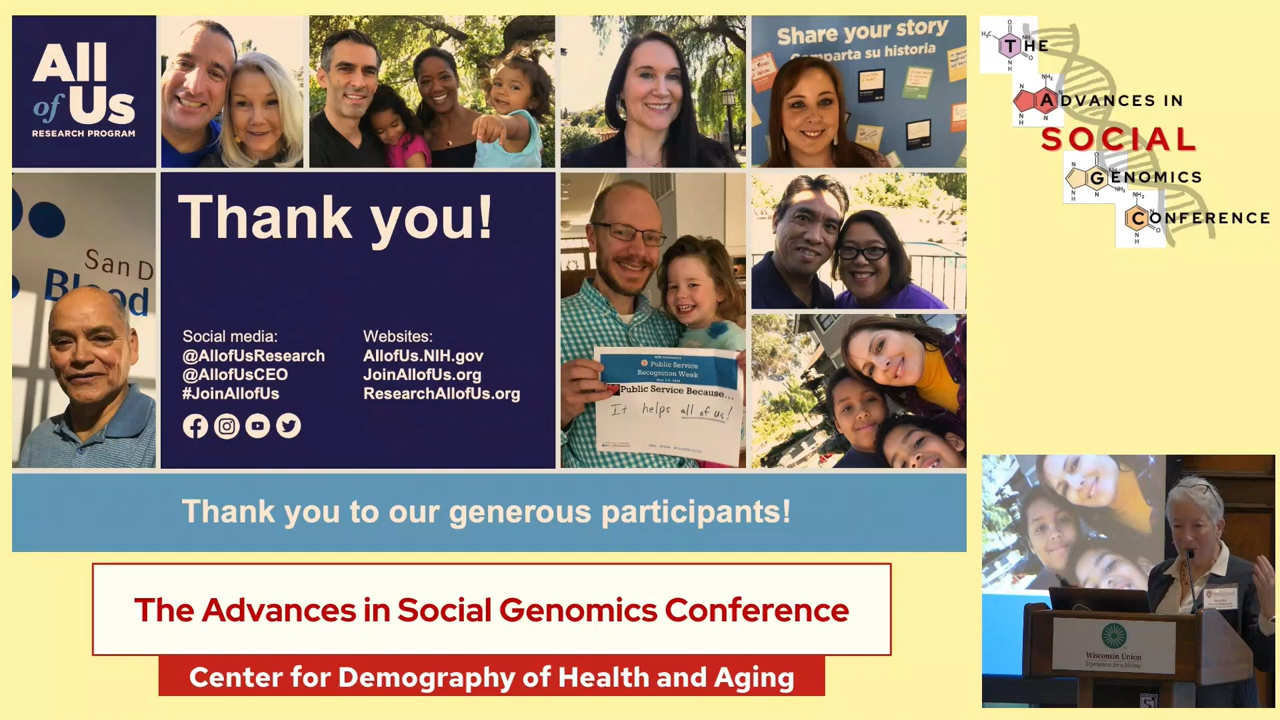 All
of Us
RESEARCH PROGRAM
Share your story
Comparta su historia
San D
Blood
Thank you!
Social media:
@AllofUsResearch
@AllofUsCEO
#JoinAllofUs
Websites:
AllofUs.NIH.gov
JoinAllofUs.org
ResearchAllofUs.org
Public Service
Recognition Week
Public Service Because...
It helps all of us!
Thank you to our generous participants!
The Advances in Social Genomics Conference
Center for Demography of Health and Aging
THE
ADVANCES IN
SOCIAL
GENOMICS
CONFERENCE
Wisconsin Union
Experiences for a lifetime